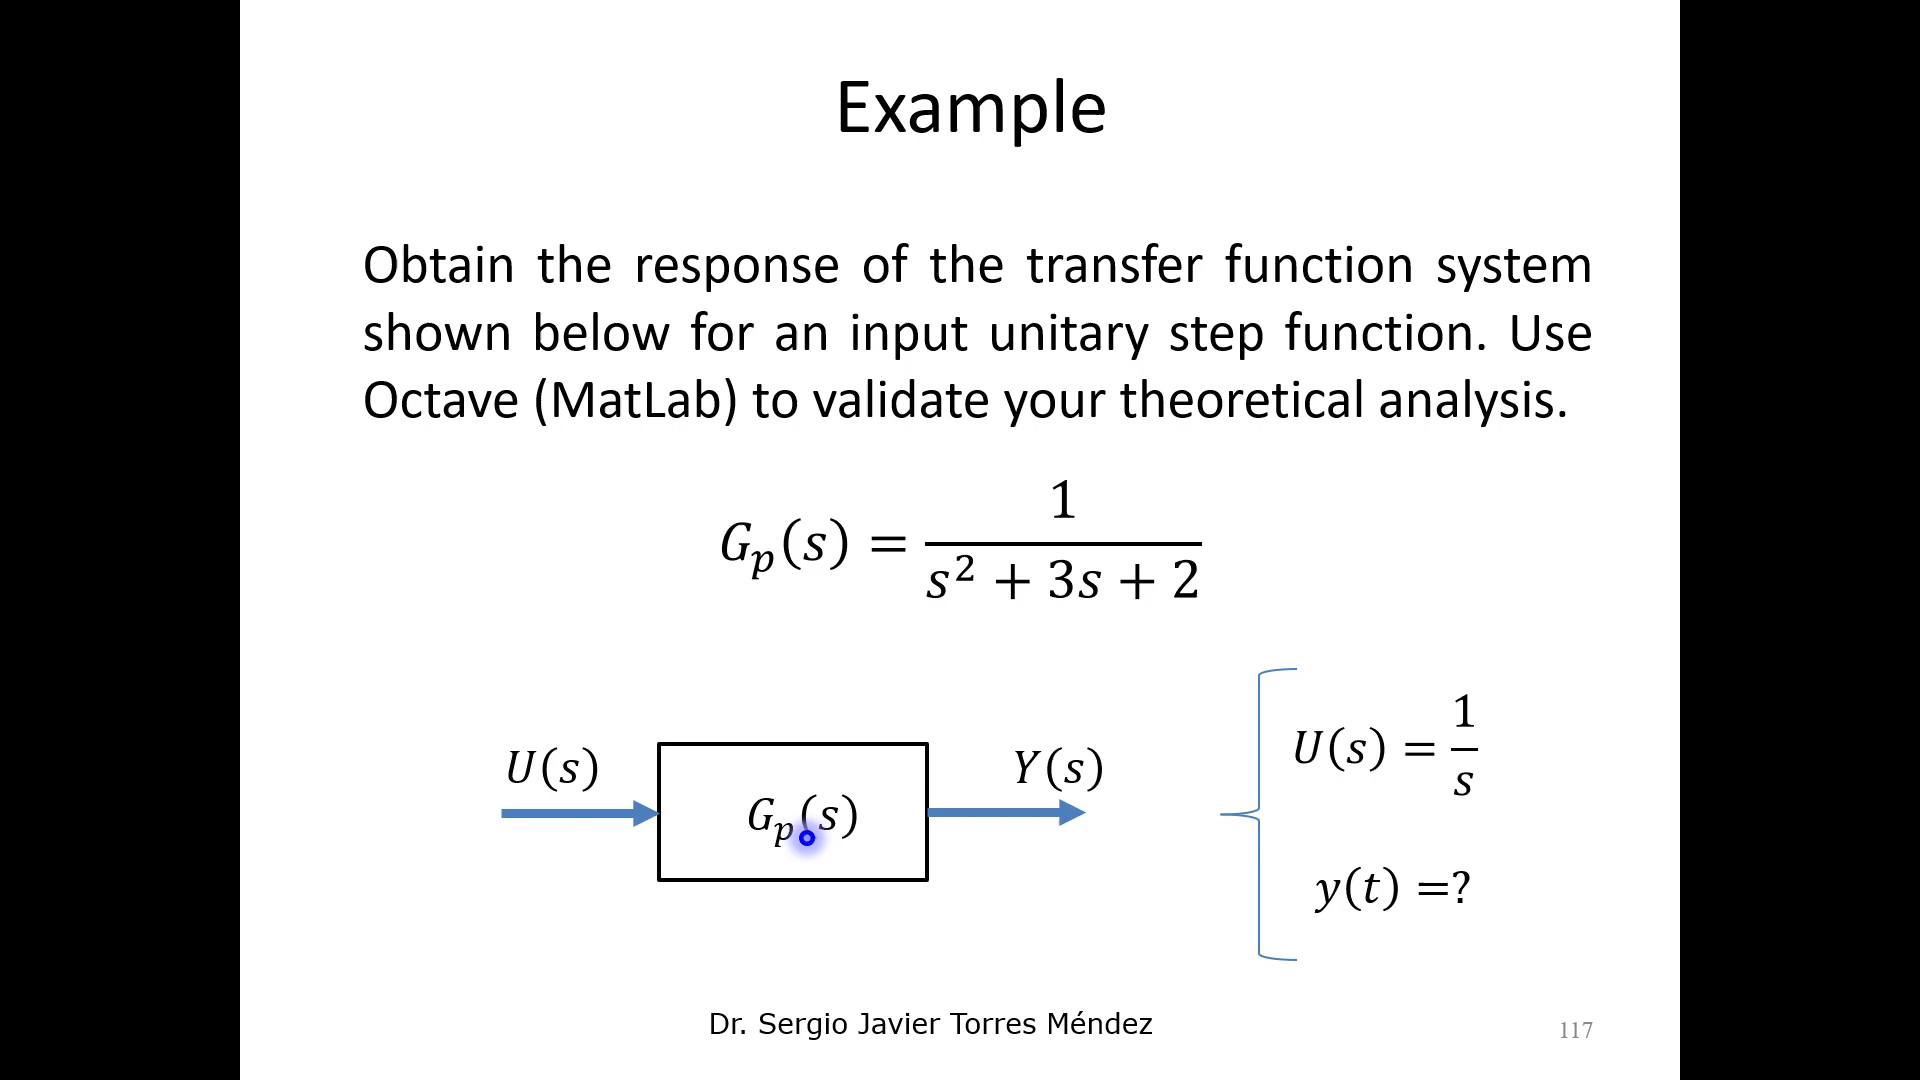 Example
Obtain the response of the transfer function system
shown below for an input unitary step function. Use
Octave (MatLab) to validate your theoretical analysis.
𝐺ₚ(𝑠) = 1 / (𝑠² + 3𝑠 + 2)
𝑈(𝑠)
𝐺ₚ(𝑠)
𝑌(𝑠)
𝑈(𝑠) = 1/𝑠
𝑦(𝑡) =?
Dr. Sergio Javier Torres Méndez
117